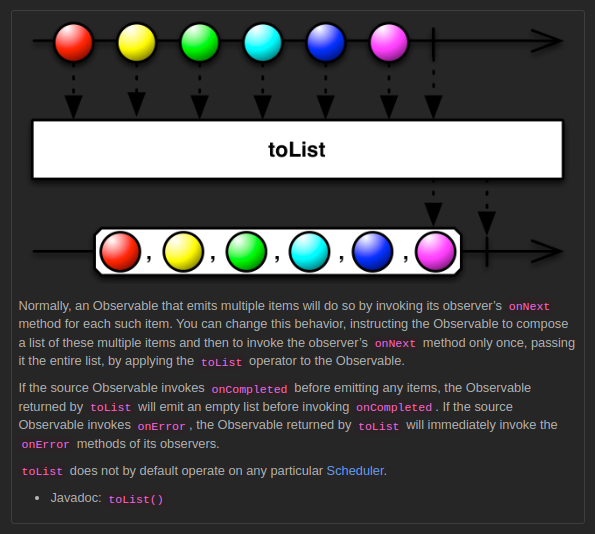 toList
, , , , ,
Normally, an Observable that emits multiple items will do so by invoking its observer’s onNext
method for each such item. You can change this behavior, instructing the Observable to compose
a list of these multiple items and then to invoke the observer’s onNext method only once, passing
it the entire list, by applying the toList operator to the Observable.
If the source Observable invokes onCompleted before emitting any items, the Observable
returned by toList will emit an empty list before invoking onCompleted. If the source
Observable invokes onError, the Observable returned by toList will immediately invoke the
onError methods of its observers.
toList does not by default operate on any particular Scheduler.
• Javadoc: toList()